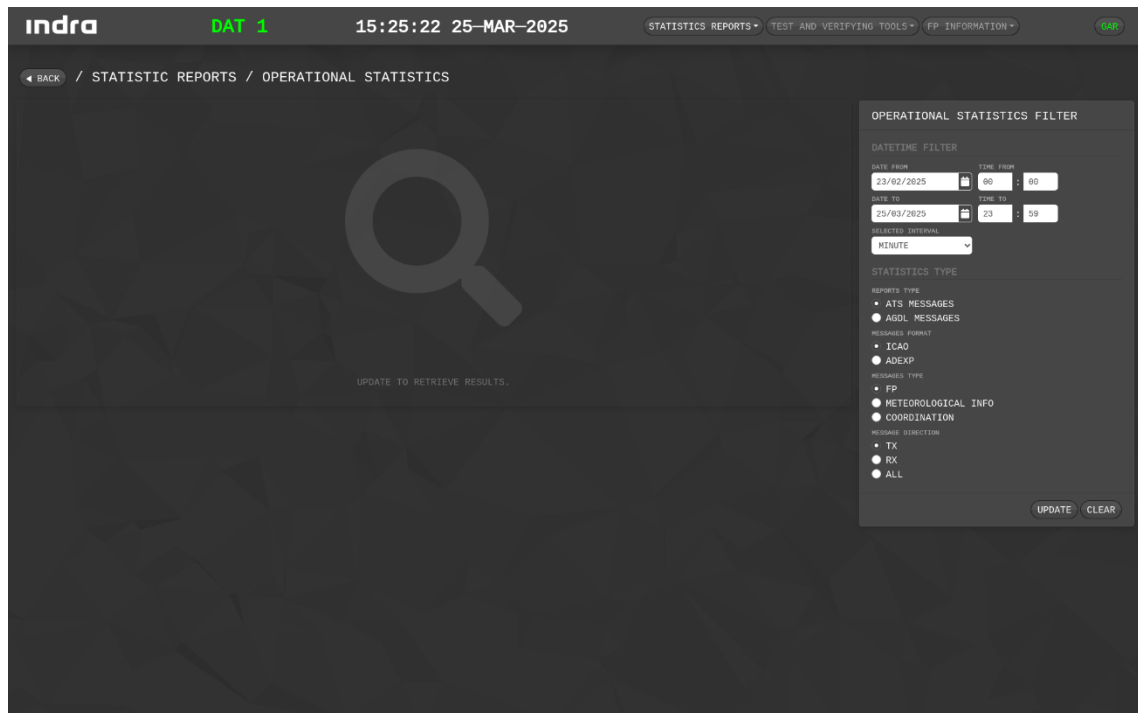 ındra
DAT 1
15:25:22 25—MAR—2025
STATISTICS REPORTS
TEST AND VERIFYING TOOLS
FP INFORMATION
GAR
BACK / STATISTIC REPORTS / OPERATIONAL STATISTICS
UPDATE TO RETRIEVE RESULTS.
OPERATIONAL STATISTICS FILTER
DATETIME FILTER
DATE FROM TIME FROM
23/02/2025 00 : 00
DATE TO TIME TO
25/03/2025 23 : 59
SELECTED INTERVAL
MINUTE
STATISTICS TYPE
REPORTS TYPE
ATS MESSAGES
AGDL MESSAGES
MESSAGES FORMAT
ICAO
ADEXP
MESSAGES TYPE
FP
METEOROLOGICAL INFO
COORDINATION
MESSAGE DIRECTION
TX
RX
ALL
UPDATE CLEAR